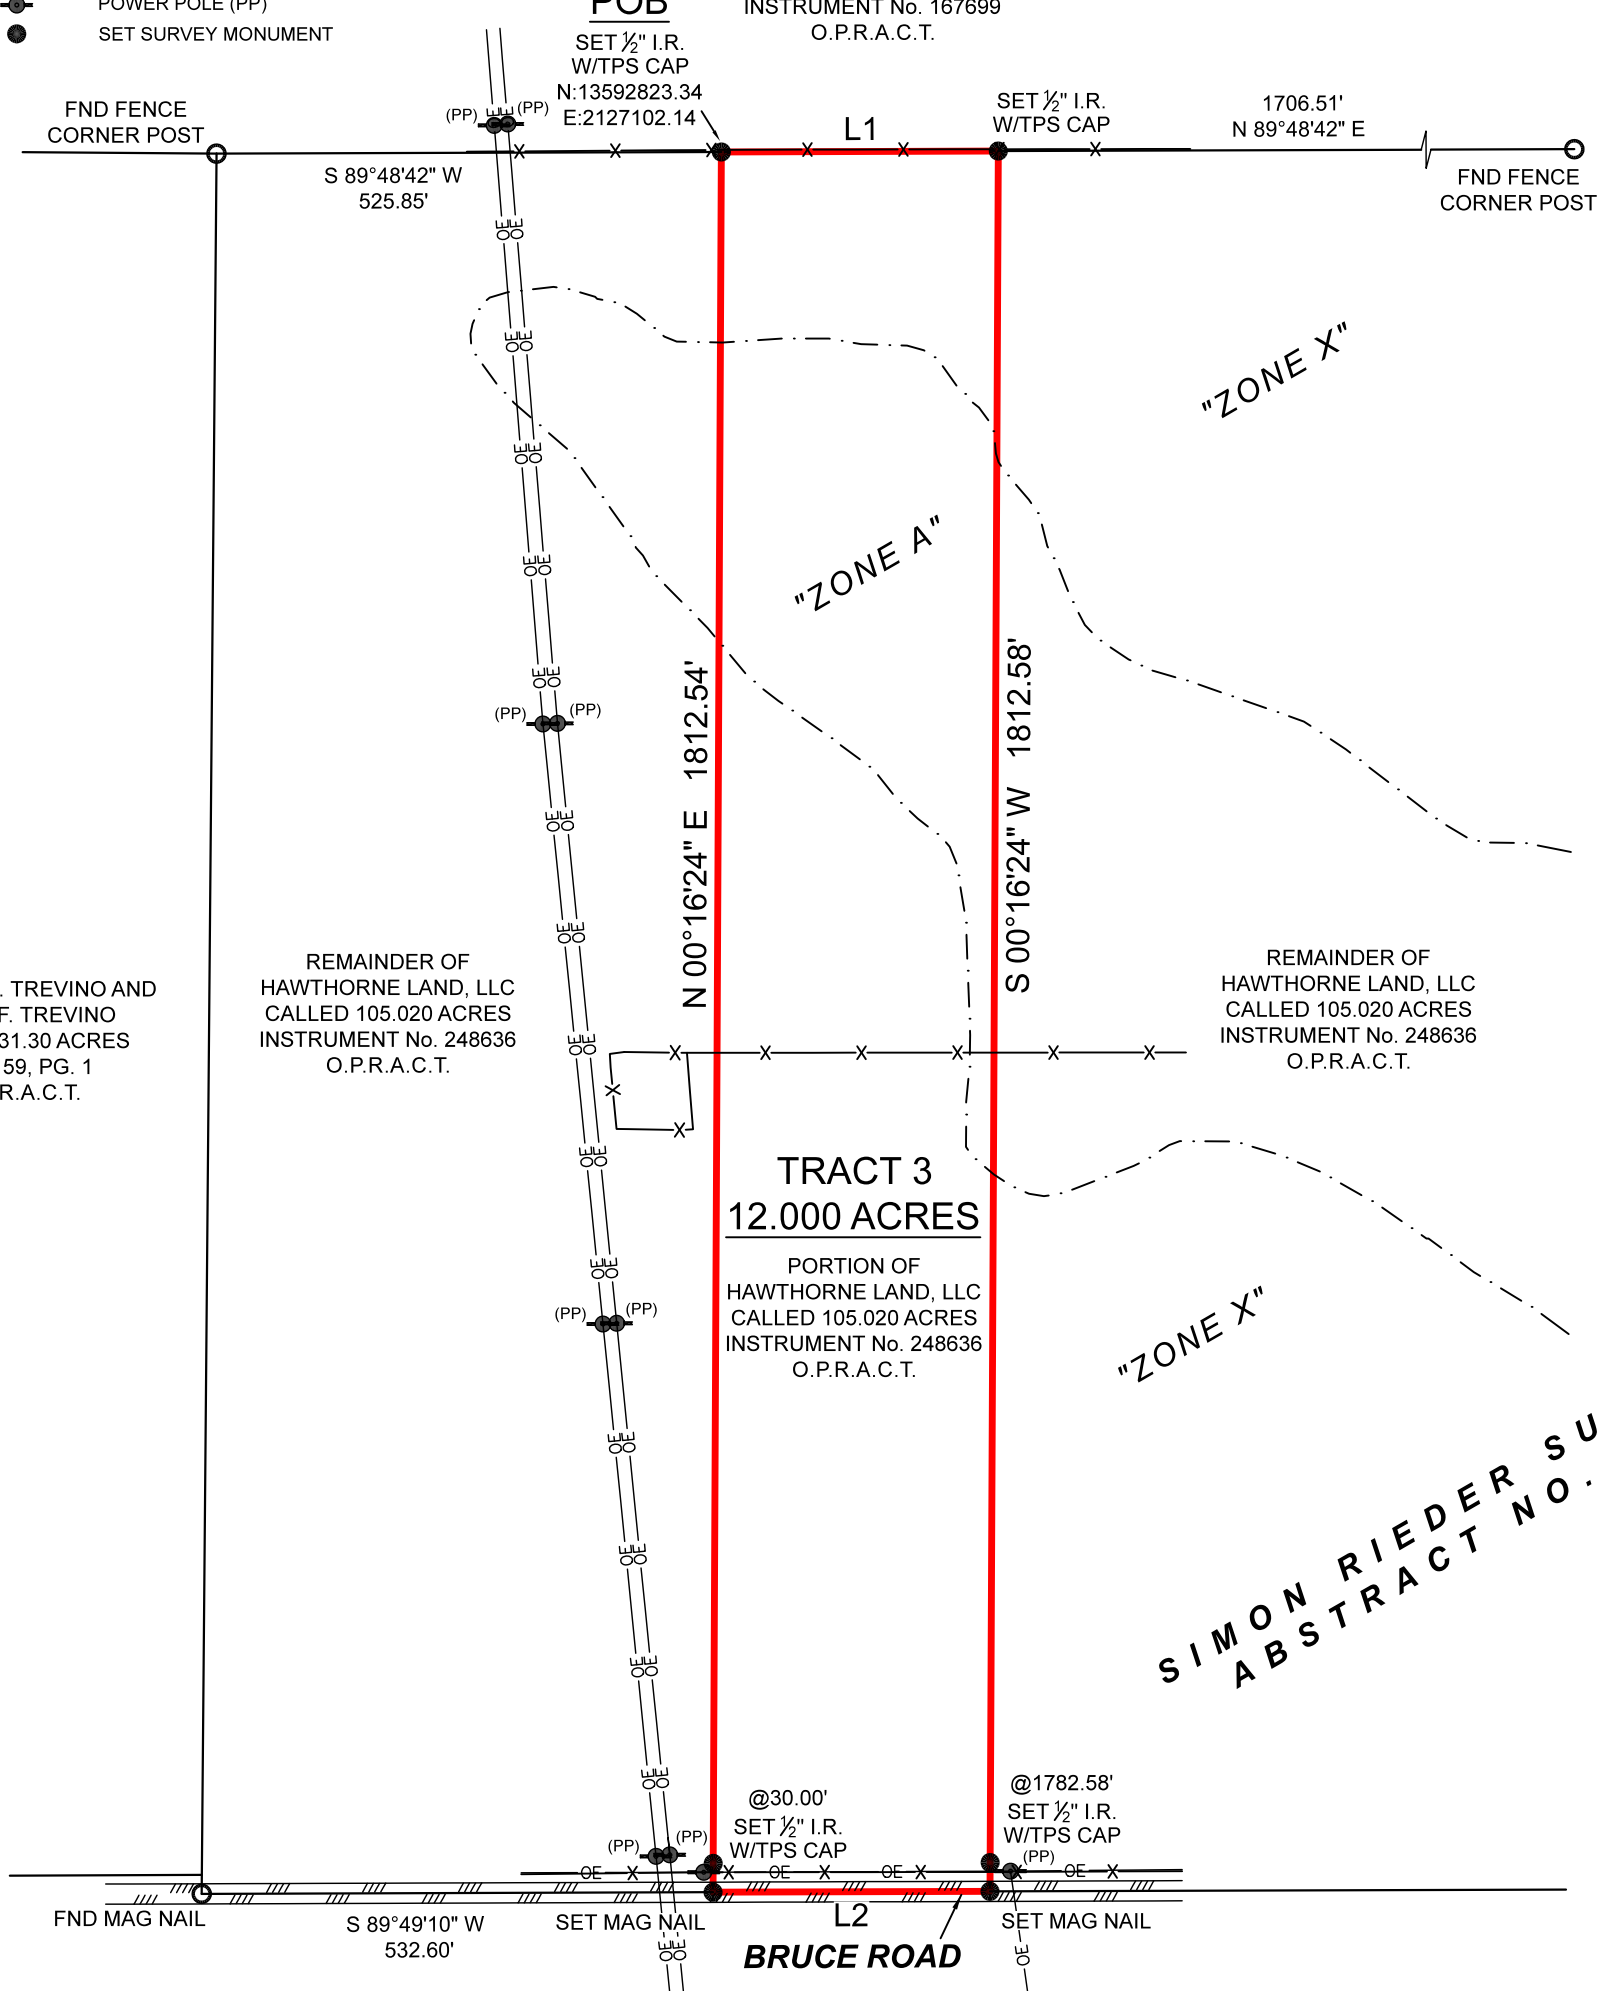 POWER POLE (PP)
SET SURVEY MONUMENT
POB
SET ½" I.R.
W/TPS CAP
N:13592823.34
E:2127102.14
INSTRUMENT No. 167699
O.P.R.A.C.T.
FND FENCE
CORNER POST
(PP)
(PP)
L1
SET ½" I.R.
W/TPS CAP
1706.51'
N 89°48'42" E
FND FENCE
CORNER POST
S 89°48'42" W
525.85'
"ZONE X"
"ZONE A"
(PP)
(PP)
N 00°16'24" E 1812.54'
S 00°16'24" W 1812.58'
. TREVINO AND
F. TREVINO
31.30 ACRES
59, PG. 1
R.A.C.T.
REMAINDER OF
HAWTHORNE LAND, LLC
CALLED 105.020 ACRES
INSTRUMENT No. 248636
O.P.R.A.C.T.
REMAINDER OF
HAWTHORNE LAND, LLC
CALLED 105.020 ACRES
INSTRUMENT No. 248636
O.P.R.A.C.T.
TRACT 3
12.000 ACRES
PORTION OF
HAWTHORNE LAND, LLC
CALLED 105.020 ACRES
INSTRUMENT No. 248636
O.P.R.A.C.T.
(PP)
(PP)
"ZONE X"
SIMON RIEDER SU
ABSTRACT NO.
@30.00'
SET ½" I.R.
W/TPS CAP
@1782.58'
SET ½" I.R.
W/TPS CAP
(PP)
(PP)
(PP)
OE
OE
OE
OE
FND MAG NAIL
S 89°49'10" W
532.60'
SET MAG NAIL
L2
SET MAG NAIL
BRUCE ROAD
OE